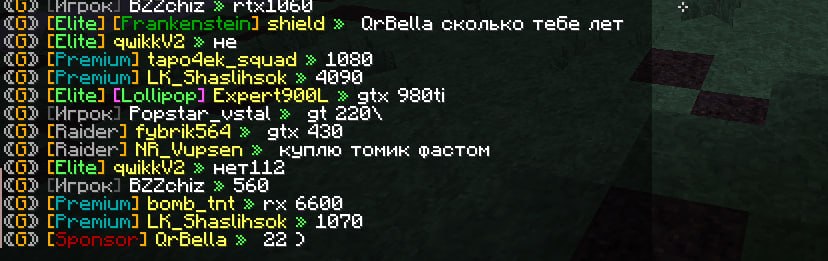 (G) [Игрок] BZZchiz » rtx1060
(G) [Elite] [Frankenstein] shield » QrBella сколько тебе лет
(G) [Elite] qwikkV2 » не
(G) [Premium] tapo4ek_squad » 1080
(G) [Premium] LK_Shaslihsok » 4090
(G) [Elite] [Lollipop] Expert900L » gtx 980ti
(G) [Игрок] Popstar_vstal » gt 220\
(G) [Raider] fybrik564 » gtx 430
(G) [Raider] NR_Vupsen » куплю томик фастом
(G) [Elite] qwikkV2 » нет112
(G) [Игрок] BZZchiz » 560
(G) [Premium] bomb_tnt » rx 6600
(G) [Premium] LK_Shaslihsok » 1070
(G) [Sponsor] QrBella » 22 )